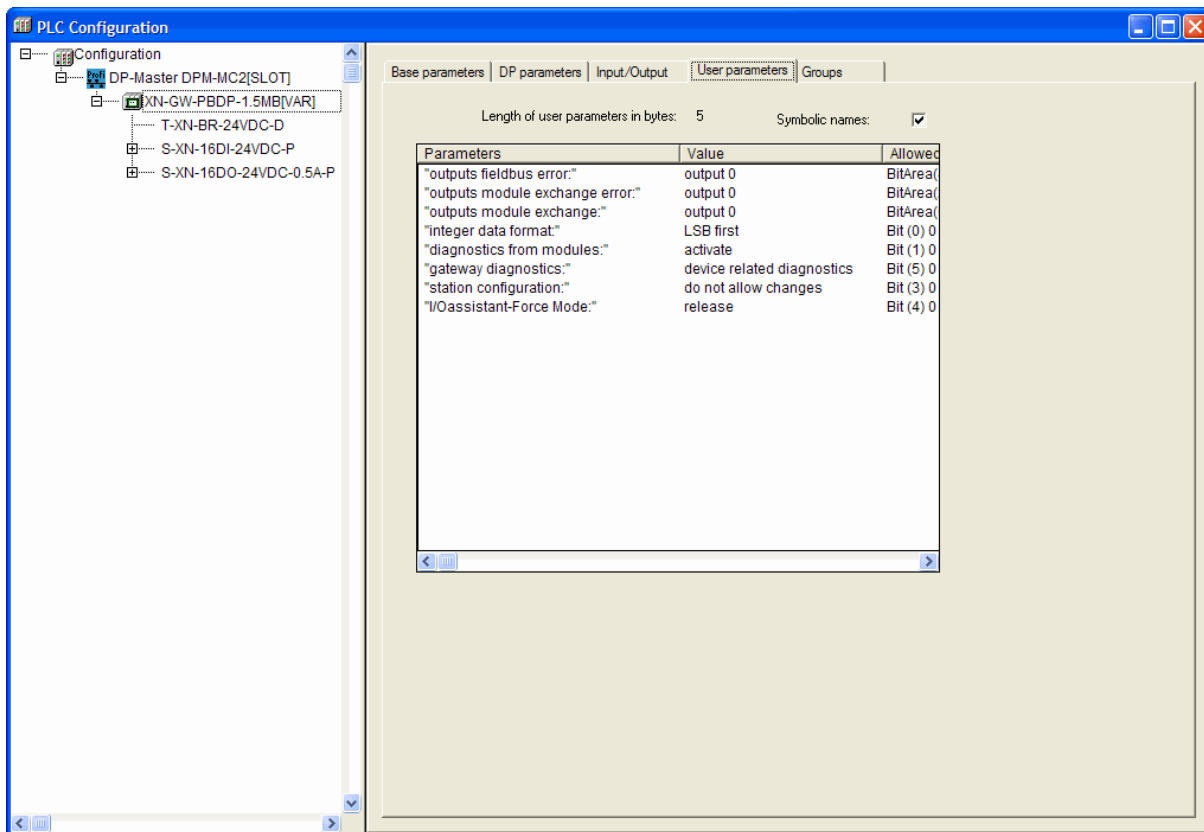 PLC Configuration
Configuration
DP-Master DPM-MC2[SLOT]
XN-GW-PBDP-1.5MB[VAR]
T-XN-BR-24VDC-D
S-XN-16DI-24VDC-P
S-XN-16DO-24VDC-0.5A-P
Base parameters DP parameters Input/Output User parameters Groups
Length of user parameters in bytes: 5 Symbolic names:
Parameters Value Allowed
"outputs fieldbus error:" output 0 BitArea(
"outputs module exchange error:" output 0 BitArea(
"outputs module exchange:" output 0 BitArea(
"integer data format:" LSB first Bit (0) 0
"diagnostics from modules:" activate Bit (1) 0
"gateway diagnostics:" device related diagnostics Bit (5) 0
"station configuration:" do not allow changes Bit (3) 0
"I/Oassistant-Force Mode:" release Bit (4) 0